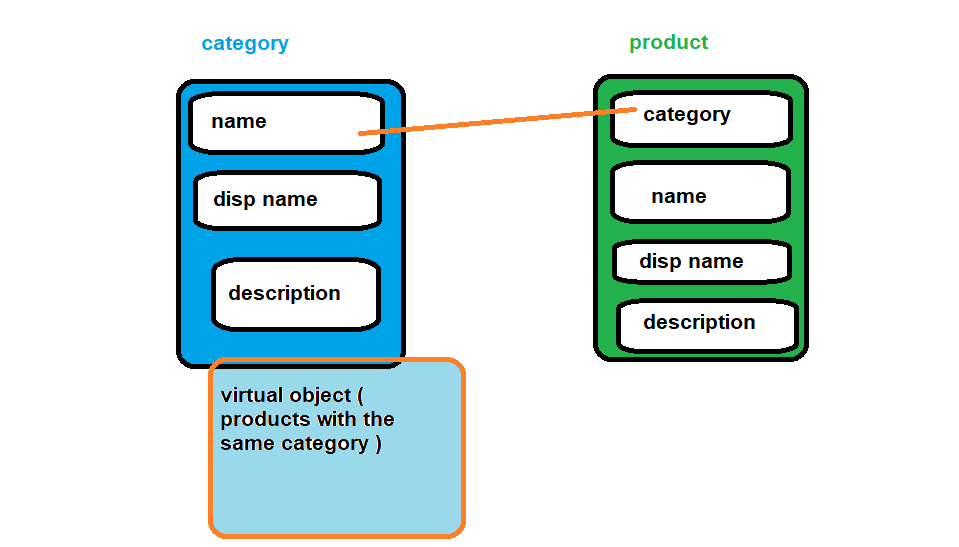 category
name
disp name
description
virtual object (
products with the
same category )
product
category
name
disp name
description